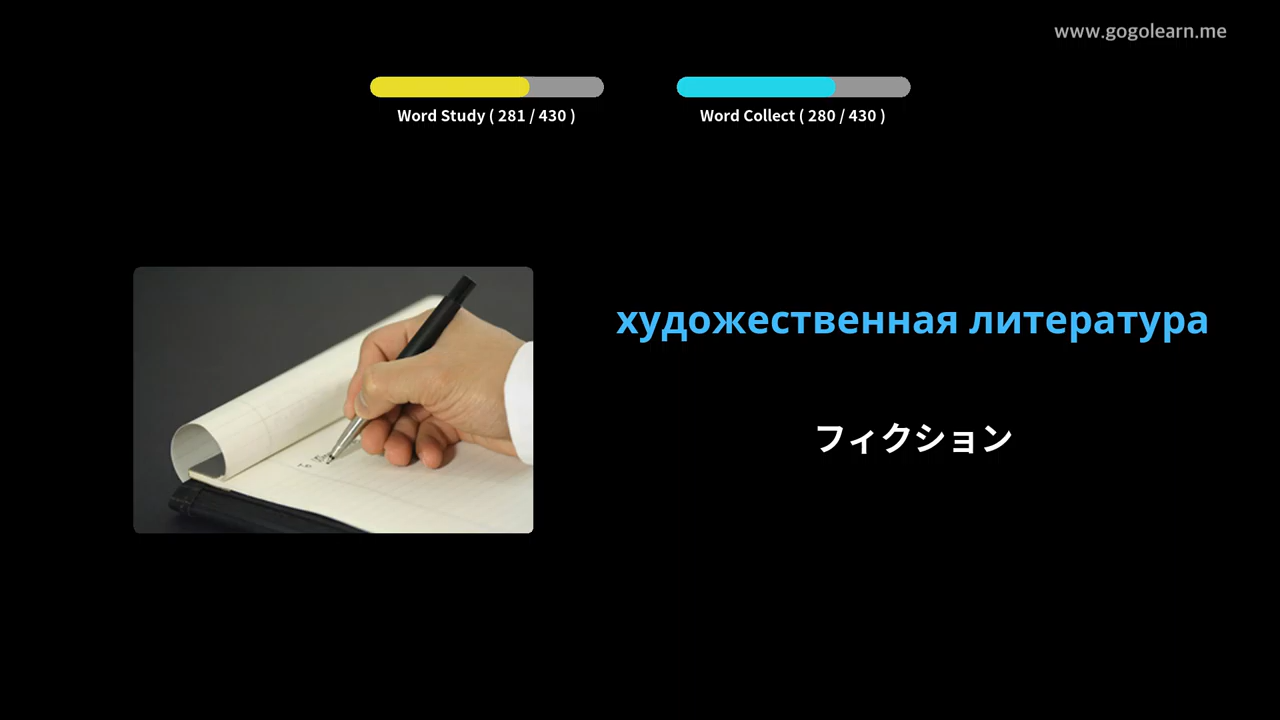 www.gogolearn.me
Word Study ( 281 / 430 )
Word Collect ( 280 / 430 )
художественная литература
フィクション